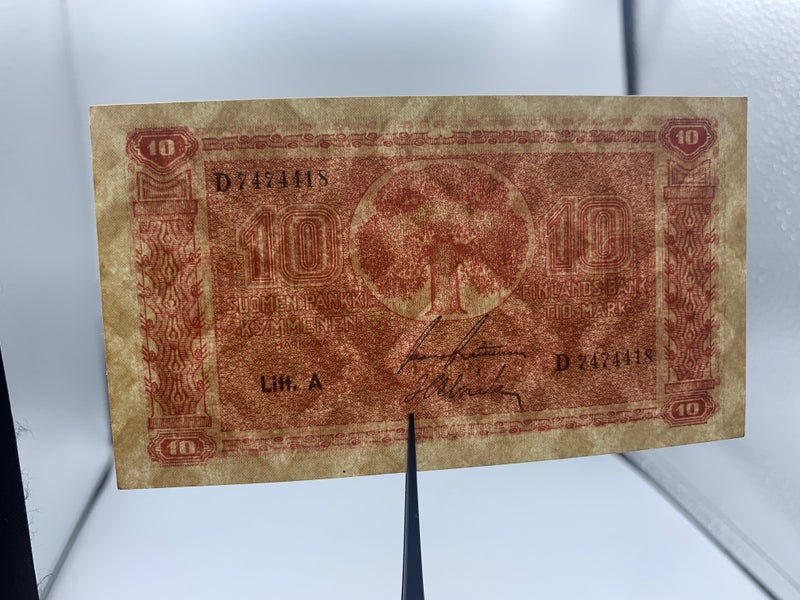 10 10
D 7474418
10 10
SUOMEN PANKKI FINLANDS BANK
KYMMENEN TIO MARK
D 7474418
Litt. A
10 10